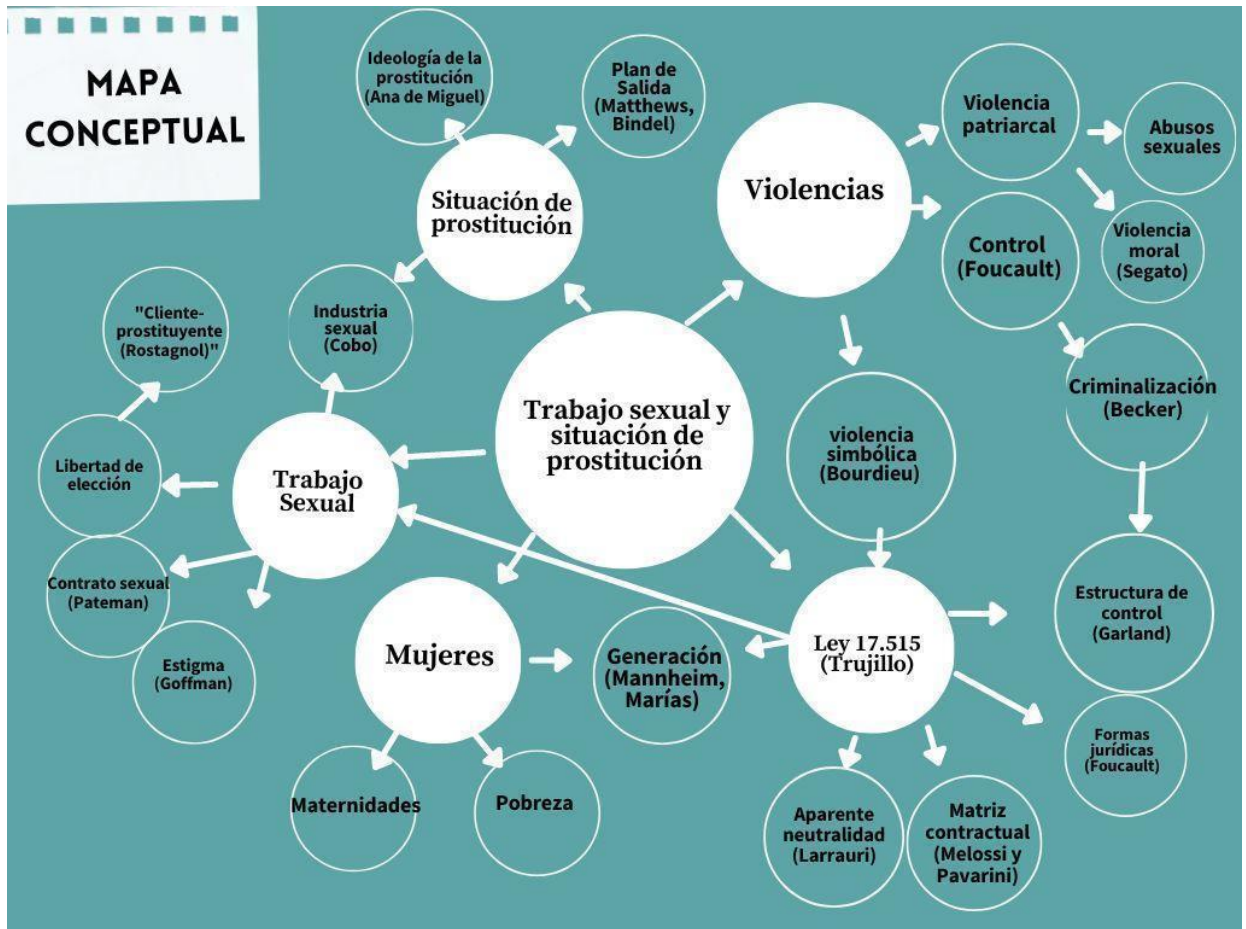 MAPA
CONCEPTUAL
Ideología de la
prostitución
(Ana de Miguel)
Plan de
Salida
(Matthews,
Bindel)
Situación de
prostitución
Violencias
Violencia
patriarcal
Abusos
sexuales
Control
(Foucault)
Violencia
moral
(Segato)
"Cliente-
prostituyente
(Rostagnol)"
Industria
sexual
(Cobo)
Criminalización
(Becker)
Trabajo sexual y
situación de
prostitución
violencia
simbólica
(Bourdieu)
Libertad de
elección
Trabajo
Sexual
Contrato sexual
(Pateman)
Estigma
(Goffman)
Mujeres
Generación
(Mannheim,
Marías)
Ley 17.515
(Trujillo)
Estructura de
control
(Garland)
Formas
jurídicas
(Foucault)
Maternidades
Pobreza
Aparente
neutralidad
(Larrauri)
Matriz
contractual
(Melossi y
Pavarini)